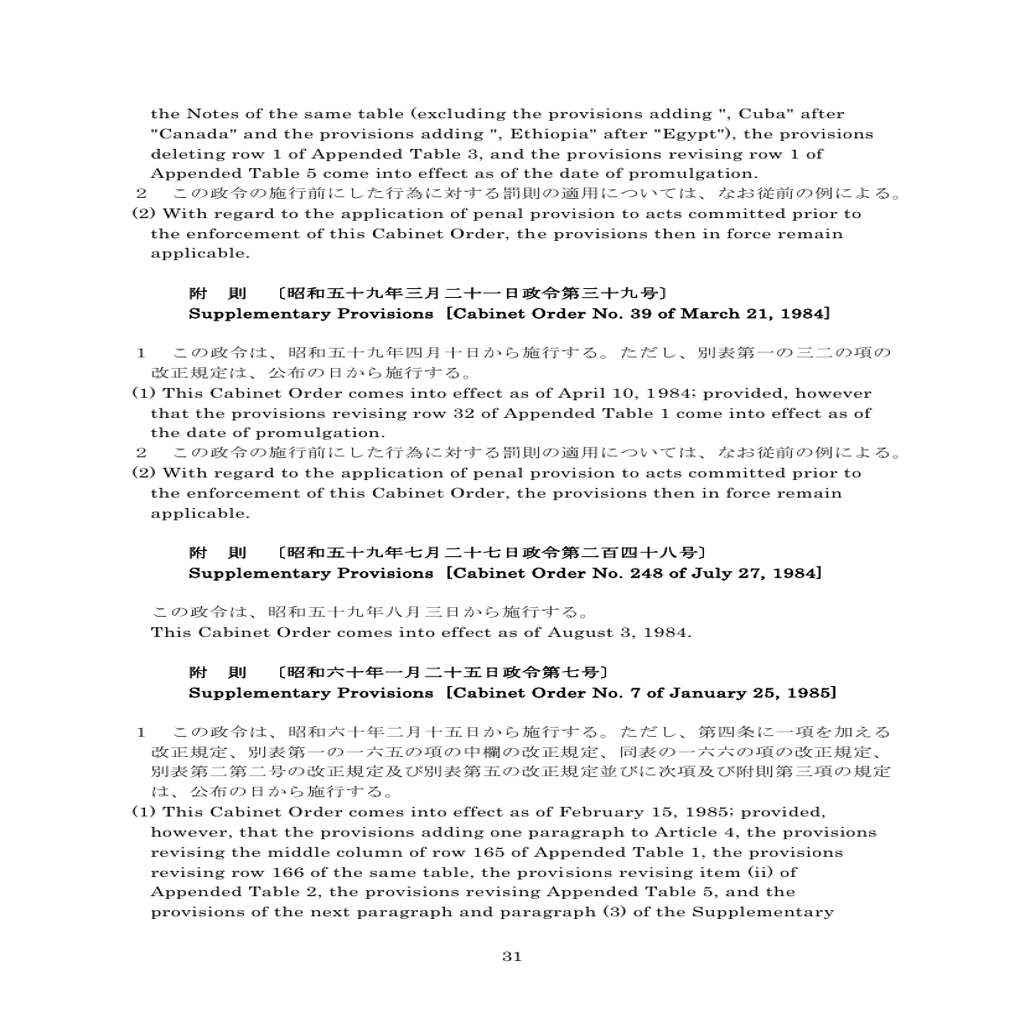 the Notes of the same table (excluding the provisions adding ", Cuba" after
"Canada" and the provisions adding ", Ethiopia" after "Egypt"), the provisions
deleting row 1 of Appended Table 3, and the provisions revising row 1 of
Appended Table 5 come into effect as of the date of promulgation.
２　この政令の施行前にした行為に対する罰則の適用については、なお従前の例による。
(2) With regard to the application of penal provision to acts committed prior to
the enforcement of this Cabinet Order, the provisions then in force remain
applicable.
附　則　〔昭和五十九年三月二十一日政令第三十九号〕
Supplementary Provisions [Cabinet Order No. 39 of March 21, 1984]
１　この政令は、昭和五十九年四月十日から施行する。ただし、別表第一の三二の項の
改正規定は、公布の日から施行する。
(1) This Cabinet Order comes into effect as of April 10, 1984; provided, however
that the provisions revising row 32 of Appended Table 1 come into effect as of
the date of promulgation.
２　この政令の施行前にした行為に対する罰則の適用については、なお従前の例による。
(2) With regard to the application of penal provision to acts committed prior to
the enforcement of this Cabinet Order, the provisions then in force remain
applicable.
附　則　〔昭和五十九年七月二十七日政令第二百四十八号〕
Supplementary Provisions [Cabinet Order No. 248 of July 27, 1984]
この政令は、昭和五十九年八月三日から施行する。
This Cabinet Order comes into effect as of August 3, 1984.
附　則　〔昭和六十年一月二十五日政令第七号〕
Supplementary Provisions [Cabinet Order No. 7 of January 25, 1985]
１　この政令は、昭和六十年二月十五日から施行する。ただし、第四条に一項を加える
改正規定、別表第一の一六五の項の中欄の改正規定、同表の一六六の項の改正規定、
別表第二第二号の改正規定及び別表第五の改正規定並びに次項及び附則第三項の規定
は、公布の日から施行する。
(1) This Cabinet Order comes into effect as of February 15, 1985; provided,
however, that the provisions adding one paragraph to Article 4, the provisions
revising the middle column of row 165 of Appended Table 1, the provisions
revising row 166 of the same table, the provisions revising item (ii) of
Appended Table 2, the provisions revising Appended Table 5, and the
provisions of the next paragraph and paragraph (3) of the Supplementary
31